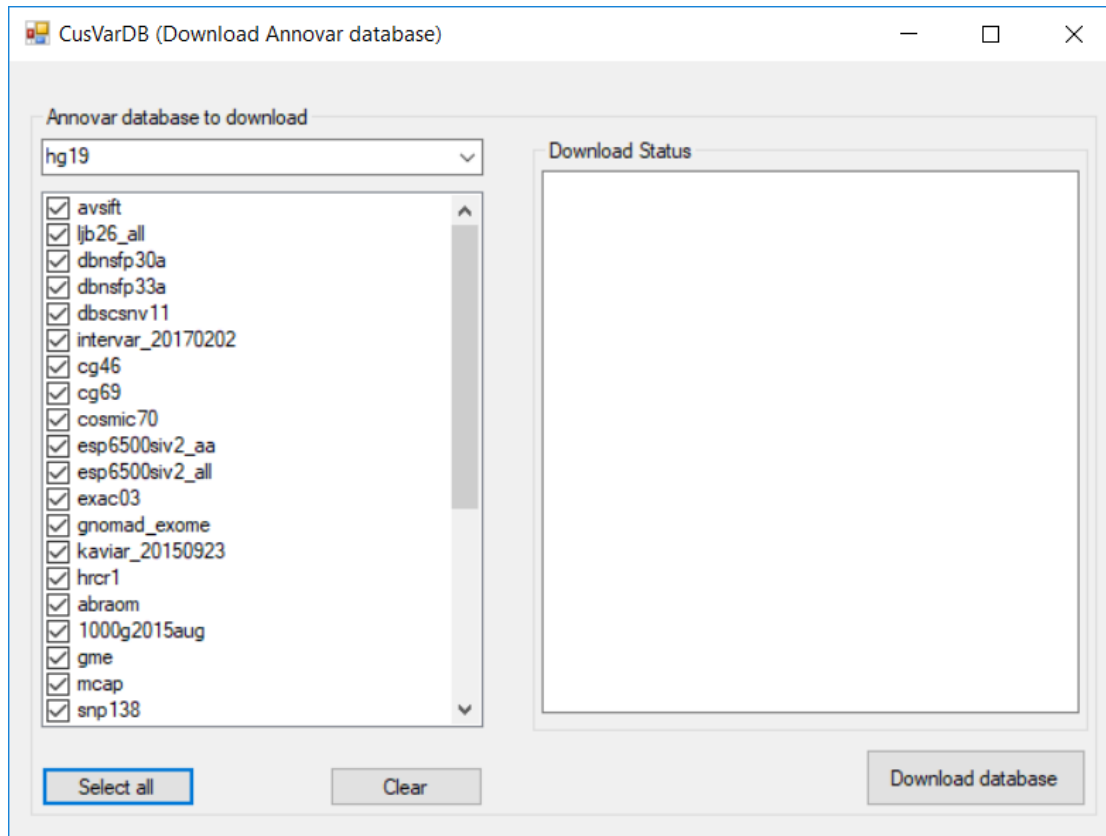 CusVarDB (Download Annovar database)
Annovar database to download
hg19
avsift
ljb26_all
dbnsfp30a
dbnsfp33a
dbscsnv11
intervar_20170202
cg46
cg69
cosmic70
esp6500siv2_aa
esp6500siv2_all
exac03
gnomad_exome
kaviar_20150923
hrcr1
abraom
1000g2015aug
gme
mcap
snp138
Select all
Clear
Download Status
Download database